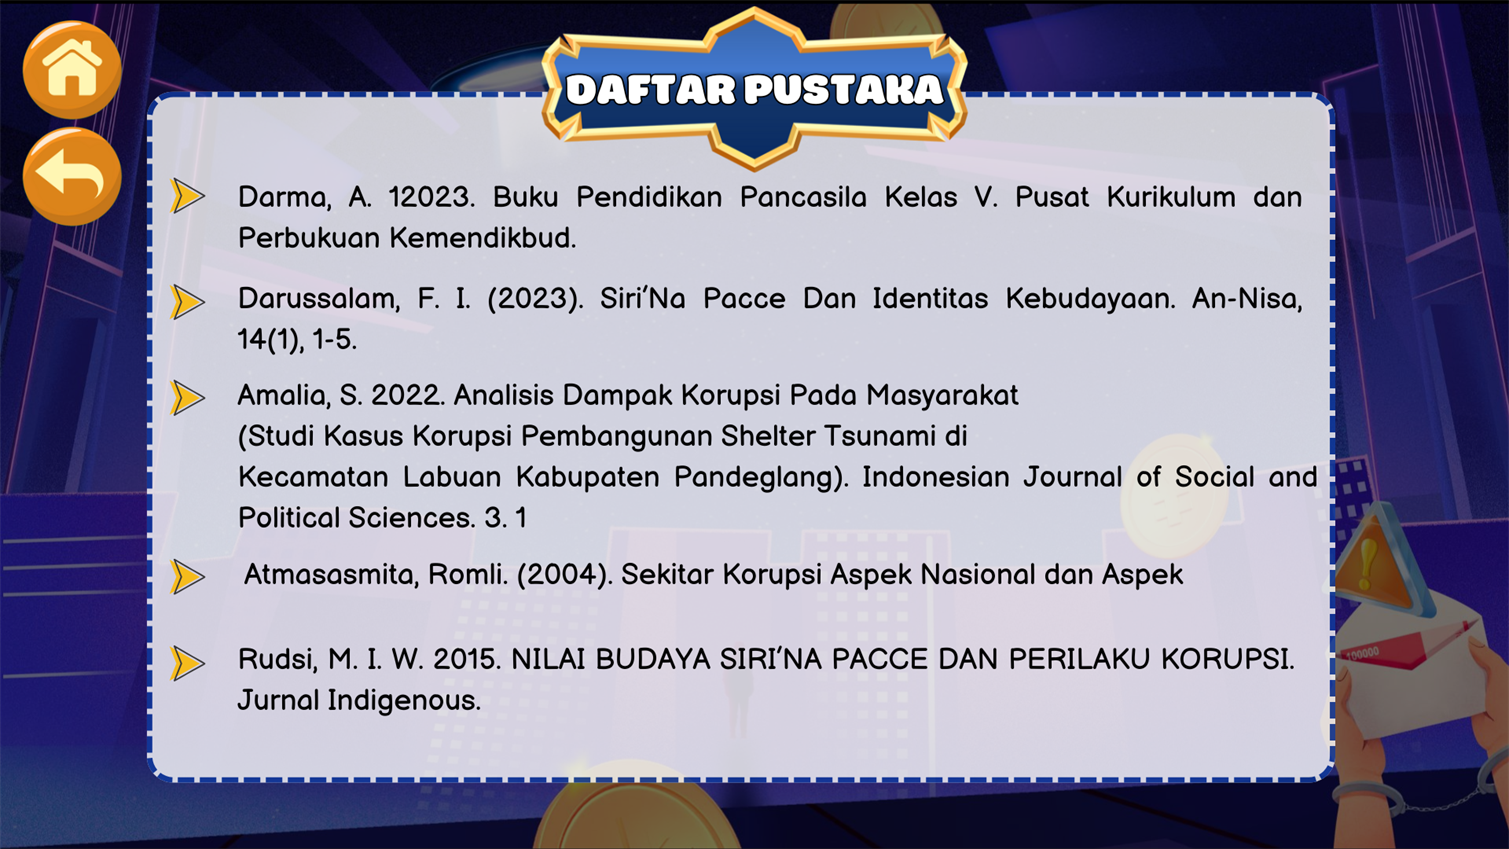 DAFTAR PUSTAKA
Darma, A. 12023. Buku Pendidikan Pancasila Kelas V. Pusat Kurikulum dan
Perbukuan Kemendikbud.
Darussalam, F. I. (2023). Siri’Na Pacce Dan Identitas Kebudayaan. An-Nisa,
14(1), 1-5.
Amalia, S. 2022. Analisis Dampak Korupsi Pada Masyarakat
(Studi Kasus Korupsi Pembangunan Shelter Tsunami di
Kecamatan Labuan Kabupaten Pandeglang). Indonesian Journal of Social and
Political Sciences. 3. 1
Atmasasmita, Romli. (2004). Sekitar Korupsi Aspek Nasional dan Aspek
Rudsi, M. I. W. 2015. NILAI BUDAYA SIRI’NA PACCE DAN PERILAKU KORUPSI.
Jurnal Indigenous.
100000